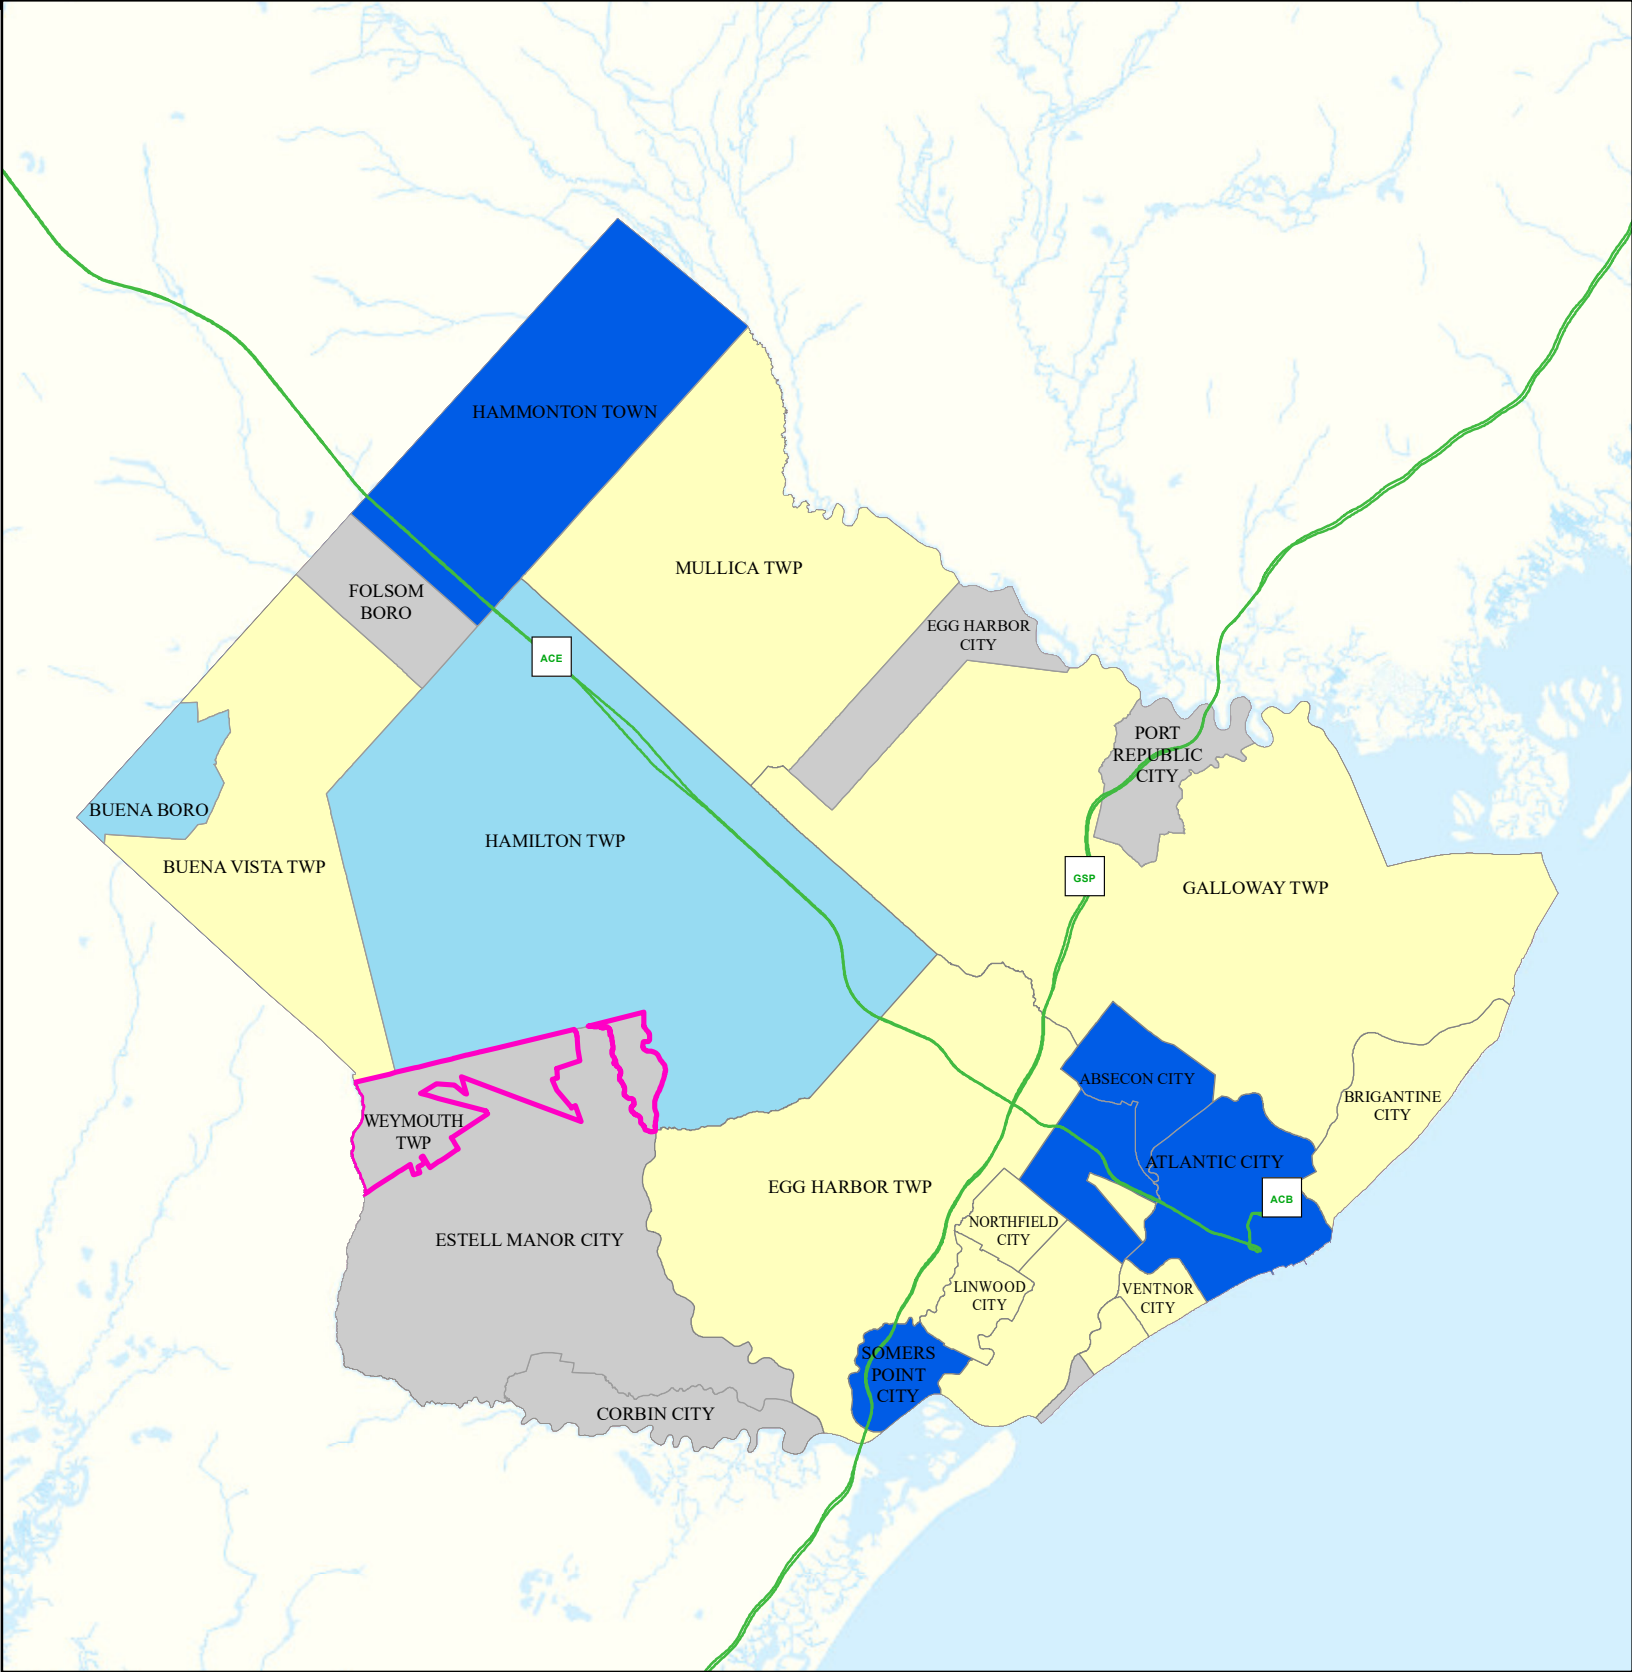 HAMMONTON TOWN
MULLICA TWP
FOLSOM
BORO
EGG HARBOR
CITY
ACE
PORT
REPUBLIC
CITY
BUENA BORO
HAMILTON TWP
BUENA VISTA TWP
GSP
GALLOWAY TWP
ABSECON CITY
BRIGANTINE
CITY
WEYMOUTH
TWP
ATLANTIC CITY
EGG HARBOR TWP
ACB
NORTHFIELD
CITY
ESTELL MANOR CITY
LINWOOD
CITY
VENTNOR
CITY
SOMERS
POINT
CITY
CORBIN CITY